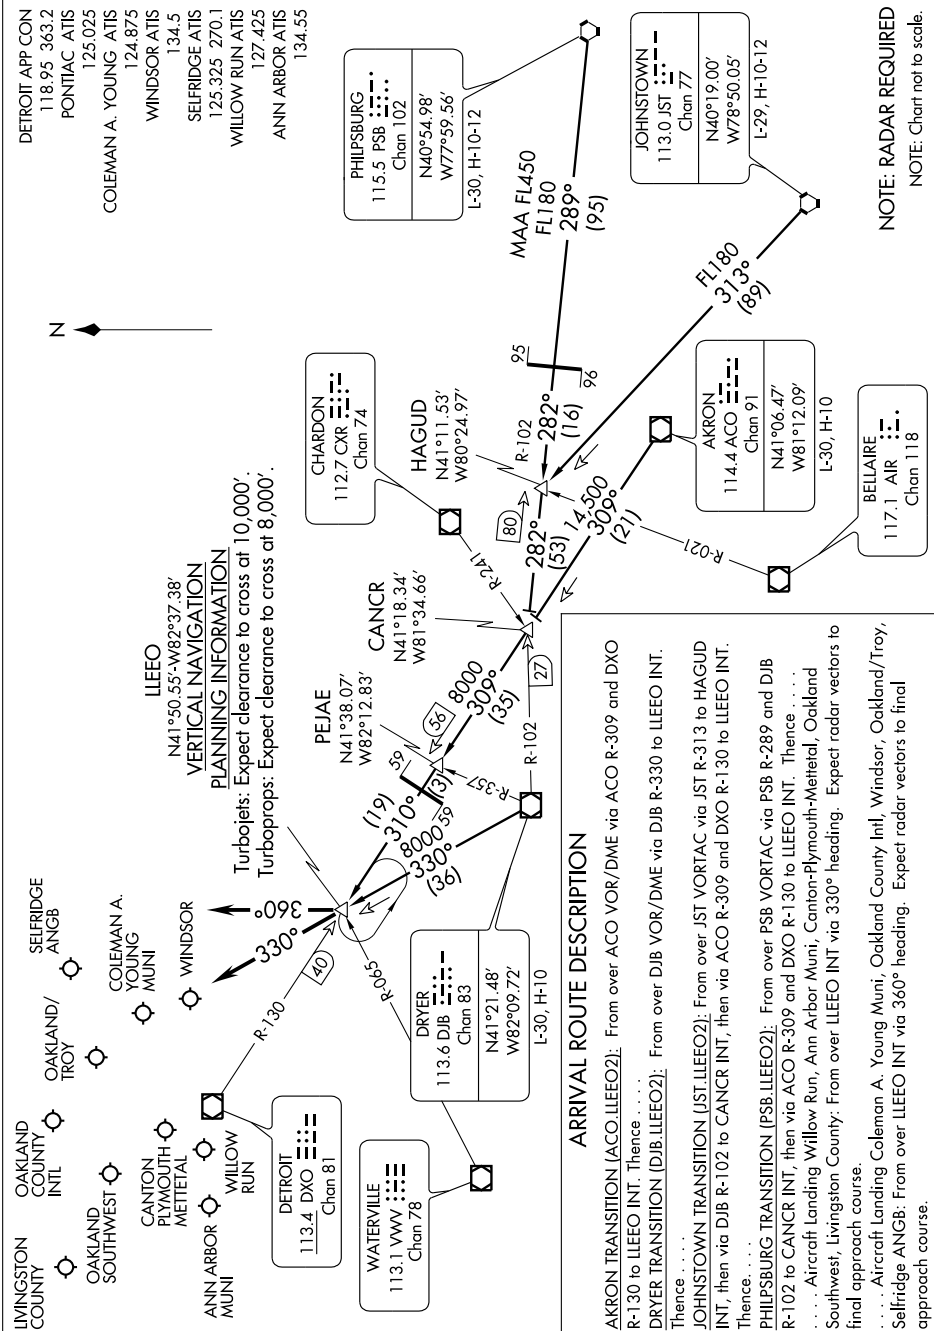 DETROIT APP CON
118.95 363.2
PONTIAC ATIS
125.025
COLEMAN A. YOUNG ATIS
124.875
WINDSOR ATIS
134.5
SELFRIDGE ATIS
125.325 270.1
WILLOW RUN ATIS
127.425
ANN ARBOR ATIS
134.55
N
LIVINGSTON
COUNTY
OAKLAND
COUNTY
INTL
OAKLAND/
TROY
SELFRIDGE
ANGB
OAKLAND
SOUTHWEST
COLEMAN A.
YOUNG
MUNI
CANTON
PLYMOUTH
METTETAL
WINDSOR
ANN ARBOR
MUNI
WILLOW
RUN
LLEEO
N41°50.55'-W82°37.38'
VERTICAL NAVIGATION
PLANNING INFORMATION
Turbojets: Expect clearance to cross at 10,000'.
Turboprops: Expect clearance to cross at 8,000'.
360°
330°
R-130
40
R-065
DETROIT
113.4 DXO
Chan 81
WATERVILLE
113.1 VWV
Chan 78
DRYER
113.6 DJB
Chan 83
N41°21.48'
W82°09.72'
L-30, H-10
(19)
310°
(3)
59
59
8000
330°
(36)
R-357
PEJAE
N41°38.07'
W82°12.83'
56
8000
309°
(35)
R-102
27
CANCR
N41°18.34'
W81°34.66'
CHARDON
112.7 CXR
Chan 74
R-241
HAGUD
N41°11.53'
W80°24.97'
R-102
80
282°
(53)
282°
(16)
95
96
14,500
309°
(21)
R-021
AKRON
114.4 ACO
Chan 91
N41°06.47'
W81°12.09'
L-30, H-10
BELLAIRE
117.1 AIR
Chan 118
PHILPSBURG
115.5 PSB
Chan 102
N40°54.98'
W77°59.56'
L-30, H-10-12
MAA FL450
FL180
289°
(95)
JOHNSTOWN
113.0 JST
Chan 77
N40°19.00'
W78°50.05'
L-29, H-10-12
FL180
313°
(89)
NOTE: RADAR REQUIRED
NOTE: Chart not to scale.
ARRIVAL ROUTE DESCRIPTION
AKRON TRANSITION (ACO.LLEEO2): From over ACO VOR/DME via ACO R-309 and DXO
R-130 to LLEEO INT. Thence . . . .
DRYER TRANSITION (DJB.LLEEO2): From over DJB VOR/DME via DJB R-330 to LLEEO INT.
Thence . . . .
JOHNSTOWN TRANSITION (JST.LLEEO2): From over JST VORTAC via JST R-313 to HAGUD
INT, then via DJB R-102 to CANCR INT, then via ACO R-309 and DXO R-130 to LLEEO INT.
Thence. . . .
PHILPSBURG TRANSITION (PSB.LLEEO2): From over PSB VORTAC via PSB R-289 and DJB
R-102 to CANCR INT, then via ACO R-309 and DXO R-130 to LLEEO INT. Thence . . . .
. . . . Aircraft Landing Willow Run, Ann Arbor Muni, Canton-Plymouth-Mettetal, Oakland
Southwest, Livingston County: From over LLEEO INT via 330° heading. Expect radar vectors to
final approach course.
. . . . Aircraft Landing Coleman A. Young Muni, Oakland County Intl, Windsor, Oakland/Troy,
Selfridge ANGB: From over LLEEO INT via 360° heading. Expect radar vectors to final
approach course.